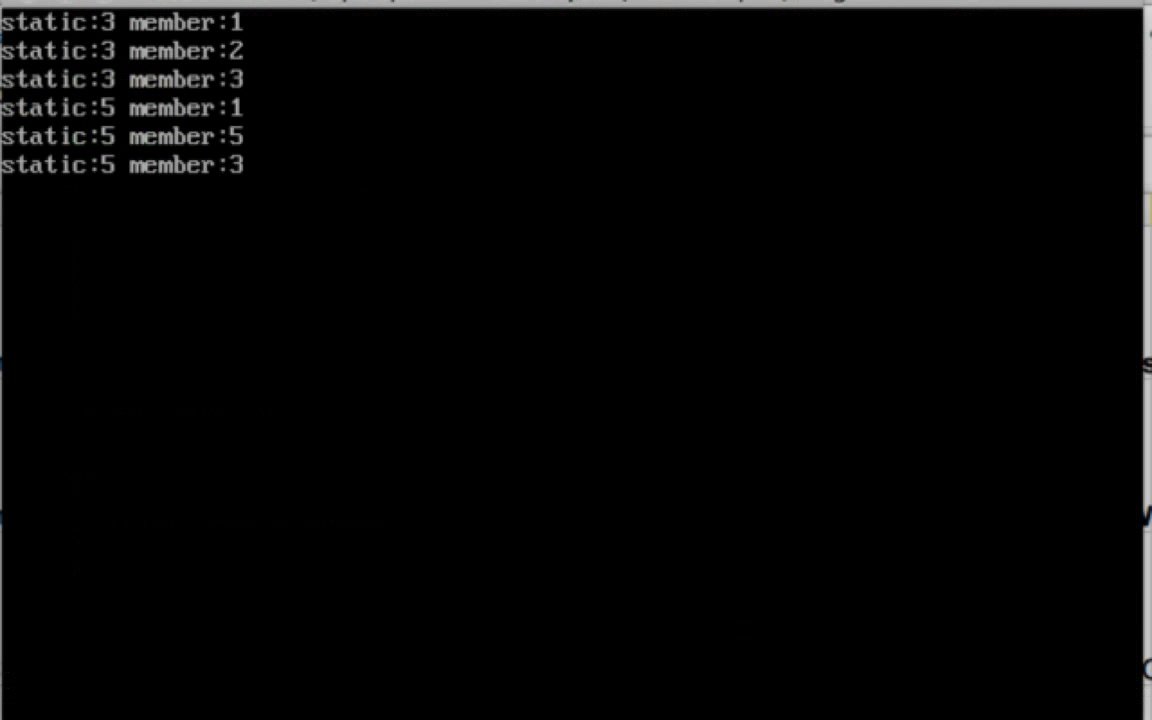 static:3 member:1
static:3 member:2
static:3 member:3
static:5 member:1
static:5 member:5
static:5 member:3